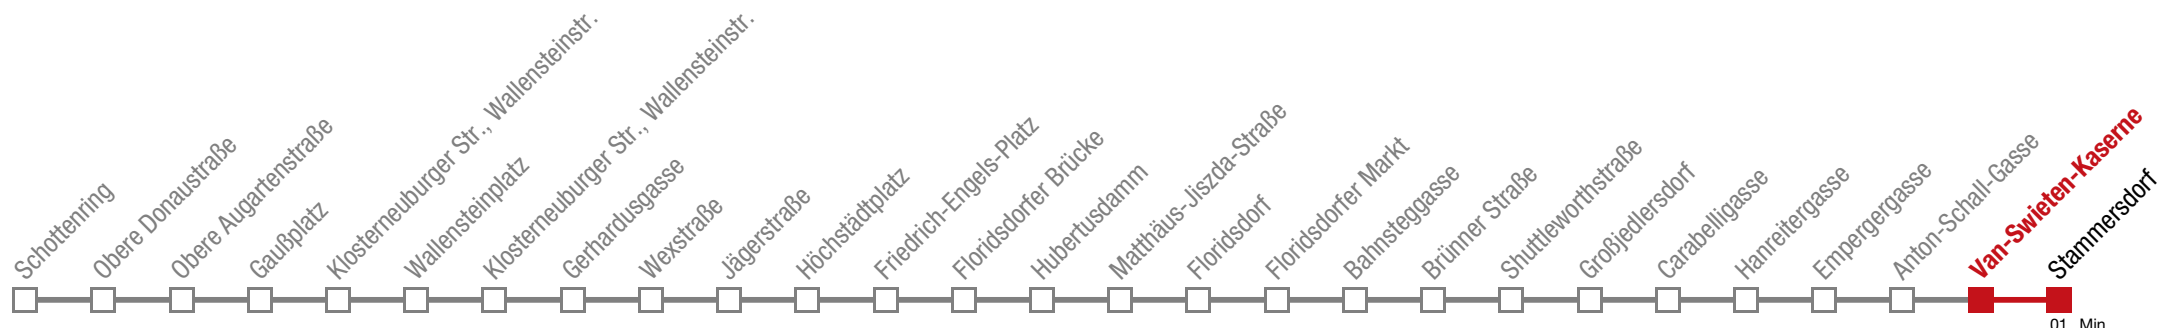 Schottenring
Obere Donaustraße
Obere Augartenstraße
Gaußplatz
Klosterneuburger Str., Wallensteinstr.
Wallensteinplatz
Klosterneuburger Str., Wallensteinstr.
Gerhardusgasse
Wexstraße
Jägerstraße
Höchstädtplatz
Friedrich-Engels-Platz
Floridsdorfer Brücke
Hubertusdamm
Matthäus-Jiszda-Straße
Floridsdorf
Floridsdorfer Markt
Bahnsteggasse
Brünner Straße
Shuttleworthstraße
Großjedlersdorf
Carabelligasse
Hanreitergasse
Empergergasse
Anton-Schall-Gasse
Van-Swieten-Kaserne
Stammersdorf
01 Min